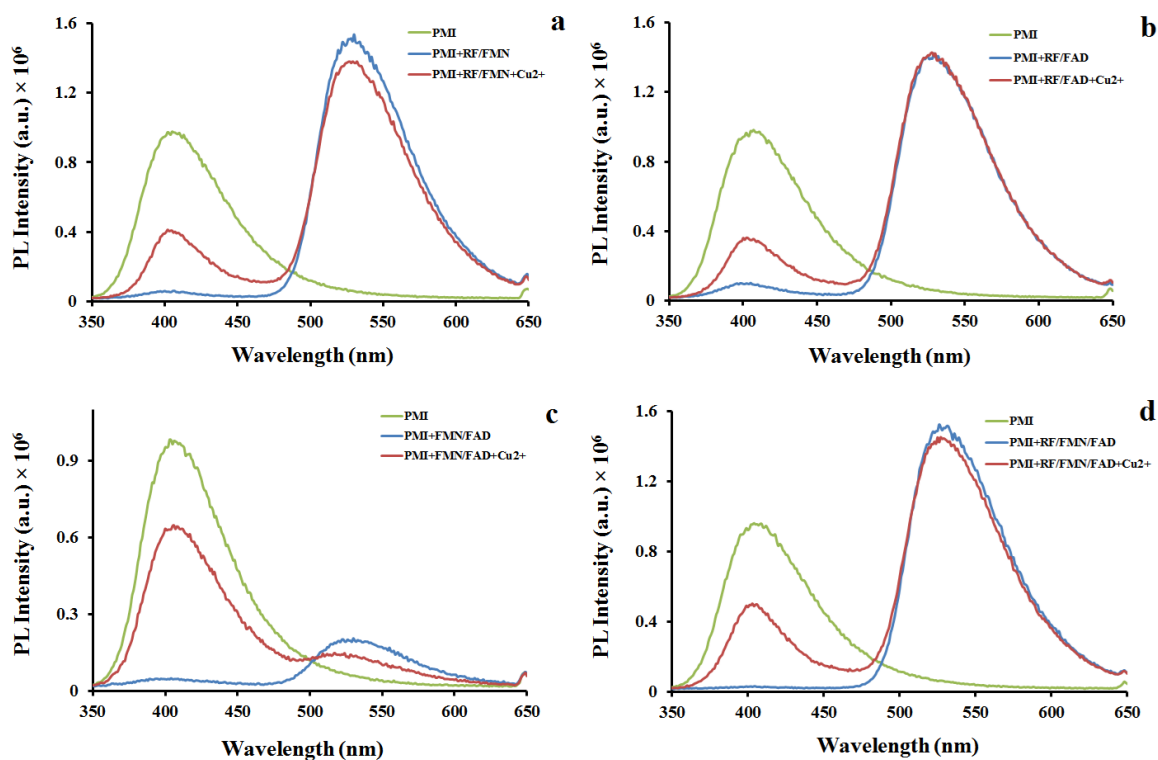 a
PL Intensity (a.u.) × 10⁶
1.6
1.2
0.8
0.4
0
PMI
PMI+RF/FMN
PMI+RF/FMN+Cu2+
350 400 450 500 550 600 650
Wavelength (nm)
b
PL Intensity (a.u.) × 10⁶
1.6
1.2
0.8
0.4
0
PMI
PMI+RF/FAD
PMI+RF/FAD+Cu2+
350 400 450 500 550 600 650
Wavelength (nm)
c
PL Intensity (a.u.) × 10⁶
0.9
0.6
0.3
0
PMI
PMI+FMN/FAD
PMI+FMN/FAD+Cu2+
350 400 450 500 550 600 650
Wavelength (nm)
d
PL Intensity (a.u.) × 10⁶
1.6
1.2
0.8
0.4
0
PMI
PMI+RF/FMN/FAD
PMI+RF/FMN/FAD+Cu2+
350 400 450 500 550 600 650
Wavelength (nm)